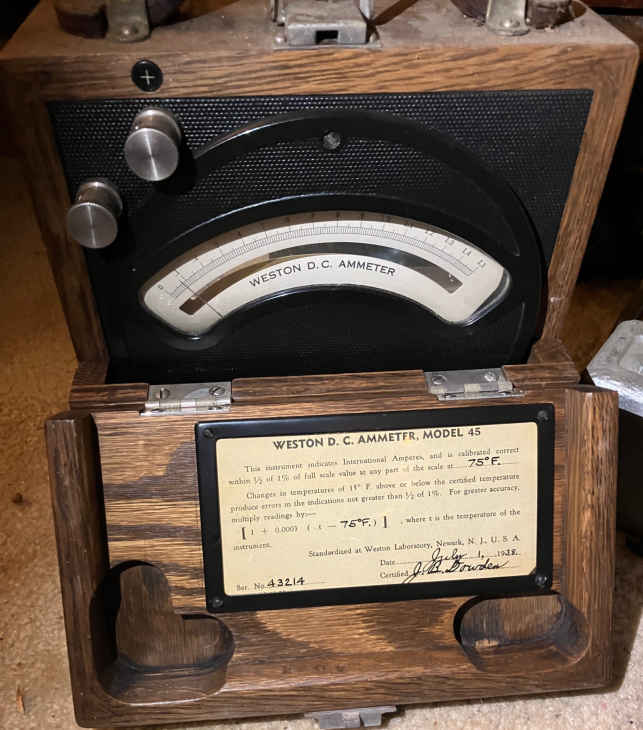 +
WESTON D. C. AMMETER
WESTON D. C. AMMETER, MODEL 45
This instrument indicates International Amperes, and is calibrated correct
within ½ of 1% of full scale value at any part of the scale at 75°F.
Changes in temperatures of 11° F. above or below the certified temperature
produce errors in the indications not greater than ½ of 1%. For greater accuracy,
multiply readings by:—
[ 1 + 0.000 ( t — 75°F. ) ] , where t is the temperature of the
instrument.
Standardized at Weston Laboratory, Newark, N. J., U. S. A.
Date July 1, 1928
Ser. No. 43214 Certified J. B. Dowden